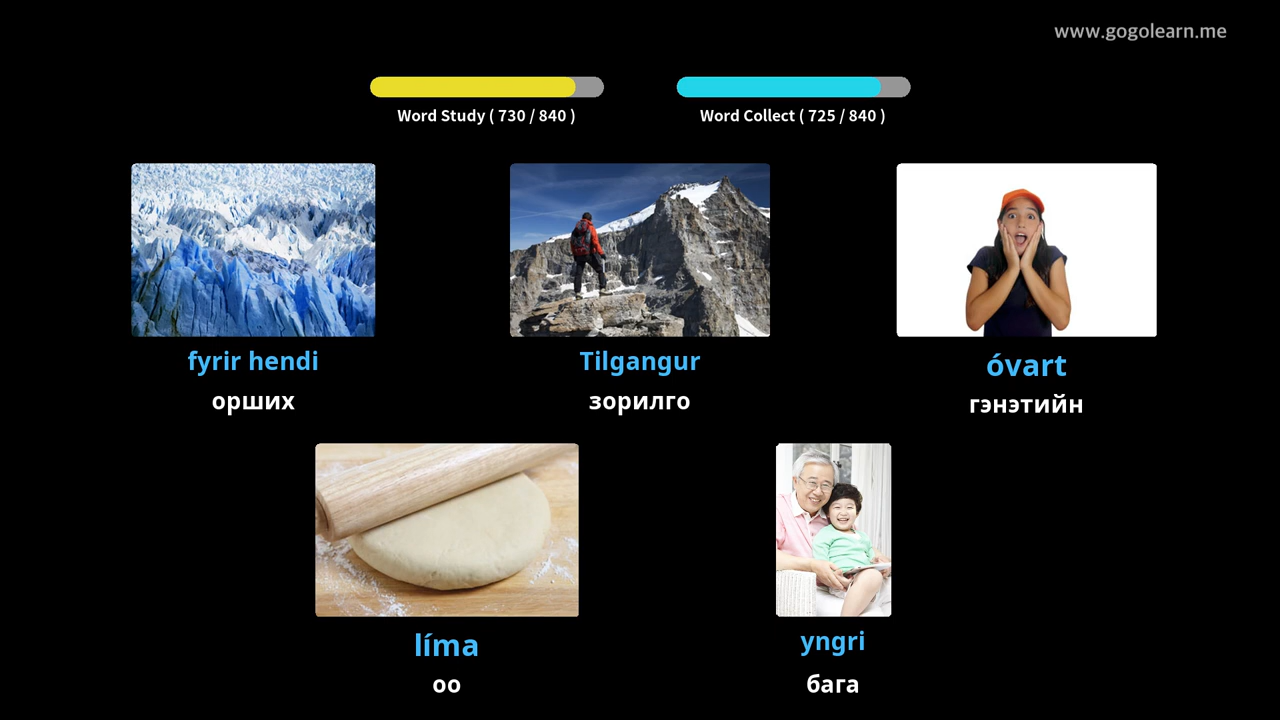 www.gogolearn.me
Word Study ( 730 / 840 )
Word Collect ( 725 / 840 )
fyrir hendi
Tilgangur
óvart
орших
зорилго
гэнэтийн
líma
yngri
оо
бага